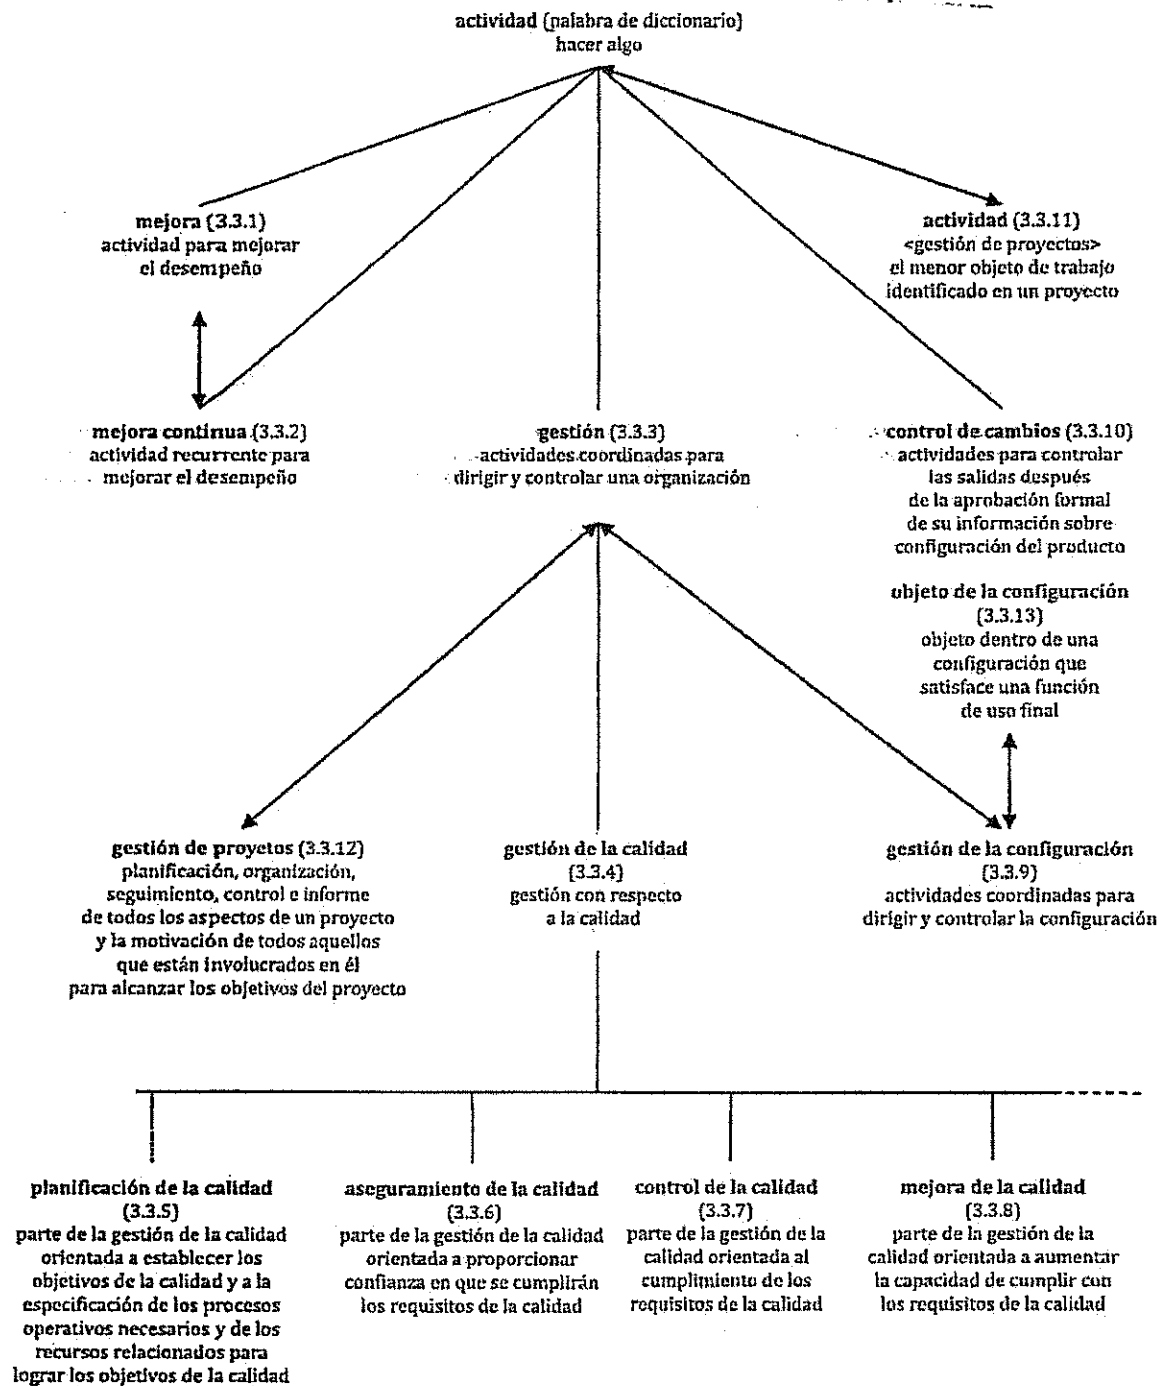 actividad (palabra de diccionario)
hacer algo
mejora (3.3.1)
actividad para mejorar
el desempeño
actividad (3.3.11)
<gestión de proyectos>
el menor objeto de trabajo
identificado en un proyecto
mejora continua (3.3.2)
actividad recurrente para
mejorar el desempeño
gestión (3.3.3)
actividades coordinadas para
dirigir y controlar una organización
control de cambios (3.3.10)
actividades para controlar
las salidas después
de la aprobación formal
de su información sobre
configuración del producto
objeto de la configuración
(3.3.13)
objeto dentro de una
configuración que
satisface una función
de uso final
gestión de proyetos (3.3.12)
planificación, organización,
seguimiento, control e informe
de todos los aspectos de un proyecto
y la motivación de todos aquellos
que están involucrados en él
para alcanzar los objetivos del proyecto
gestión de la calidad
(3.3.4)
gestión con respecto
a la calidad
gestión de la configuración
(3.3.9)
actividades coordinadas para
dirigir y controlar la configuración
planificación de la calidad
(3.3.5)
parte de la gestión de la calidad
orientada a establecer los
objetivos de la calidad y a la
especificación de los procesos
operativos necesarios y de los
recursos relacionados para
lograr los objetivos de la calidad
aseguramiento de la calidad
(3.3.6)
parte de la gestión de la calidad
orientada a proporcionar
confianza en que se cumplirán
los requisitos de la calidad
control de la calidad
(3.3.7)
parte de la gestión de la
calidad orientada al
cumplimiento de los
requisitos de la calidad
mejora de la calidad
(3.3.8)
parte de la gestión de la
calidad orientada a aumentar
la capacidad de cumplir con
los requisitos de la calidad